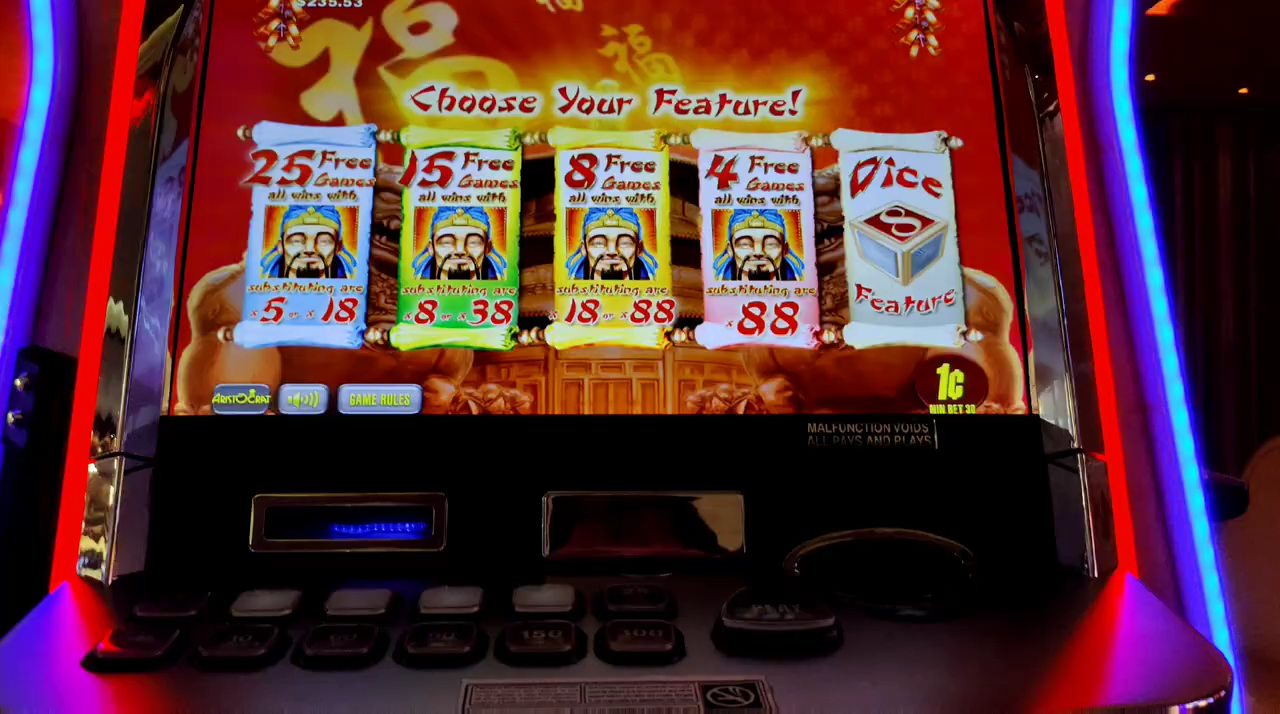 $235.53
福
福
福
Choose Your Feature!
25 Free Games
all wins with
substituting are
x5 or x18
15 Free Games
all wins with
substituting are
x8 or x38
8 Free Games
all wins with
substituting are
x18 or x88
4 Free Games
all wins with
substituting are
x88
Dice
8
Feature
ARISTOCRAT
GAME RULES
1¢
MIN BET 30
MALFUNCTION VOIDS
ALL PAYS AND PLAYS
PLAY
90
150
300